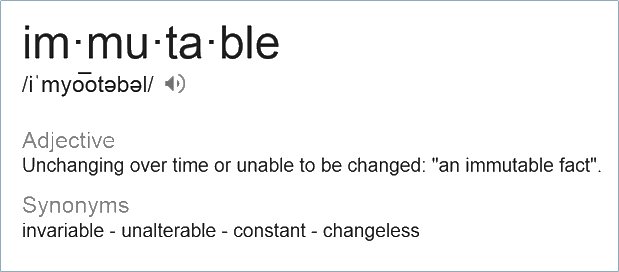 im·mu·ta·ble
/iˈmyo͞otəbəl/
Adjective
Unchanging over time or unable to be changed: "an immutable fact".
Synonyms
invariable - unalterable - constant - changeless